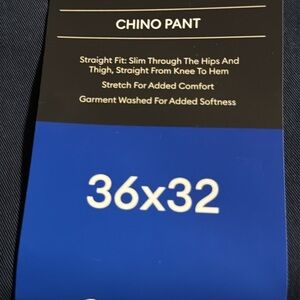 CHINO PANT
Straight Fit: Slim Through The Hips And
Thigh, Straight From Knee To Hem
Stretch For Added Comfort
Garment Washed For Added Softness
36x32